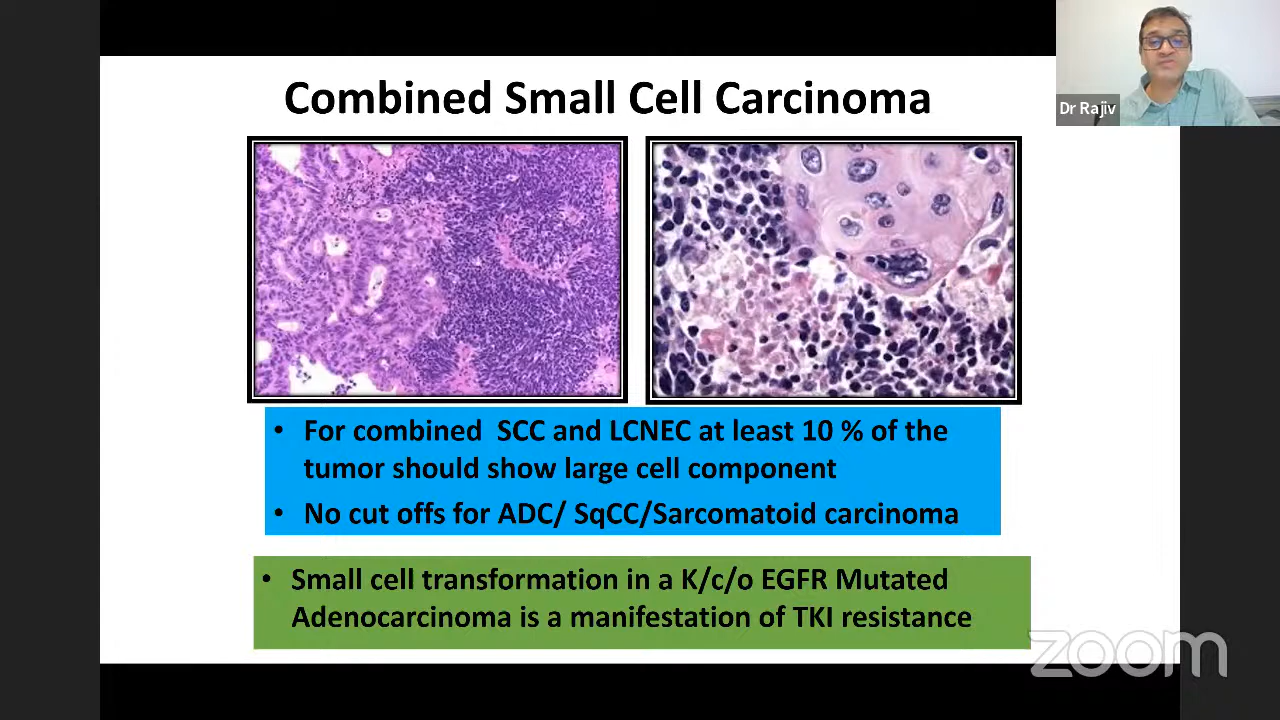 Combined Small Cell Carcinoma
Dr Rajiv
• For combined SCC and LCNEC at least 10 % of the
tumor should show large cell component
• No cut offs for ADC/ SqCC/Sarcomatoid carcinoma
• Small cell transformation in a K/c/o EGFR Mutated
Adenocarcinoma is a manifestation of TKI resistance
zoom